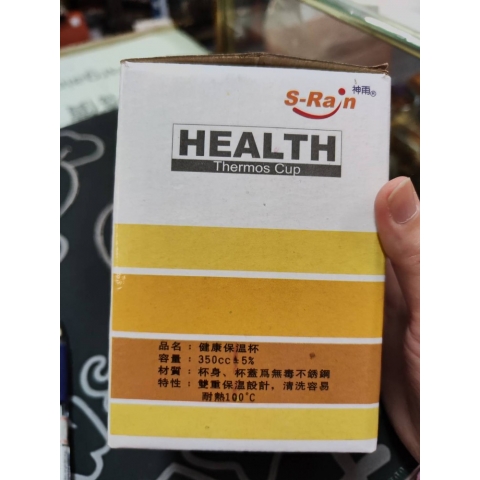 S-Rain 神雨®
HEALTH
Thermos Cup
品名：健康保溫杯
容量：350cc±5%
材質：杯身、杯蓋爲無毒不銹鋼
特性：雙重保溫設計，清洗容易
耐熱100°C